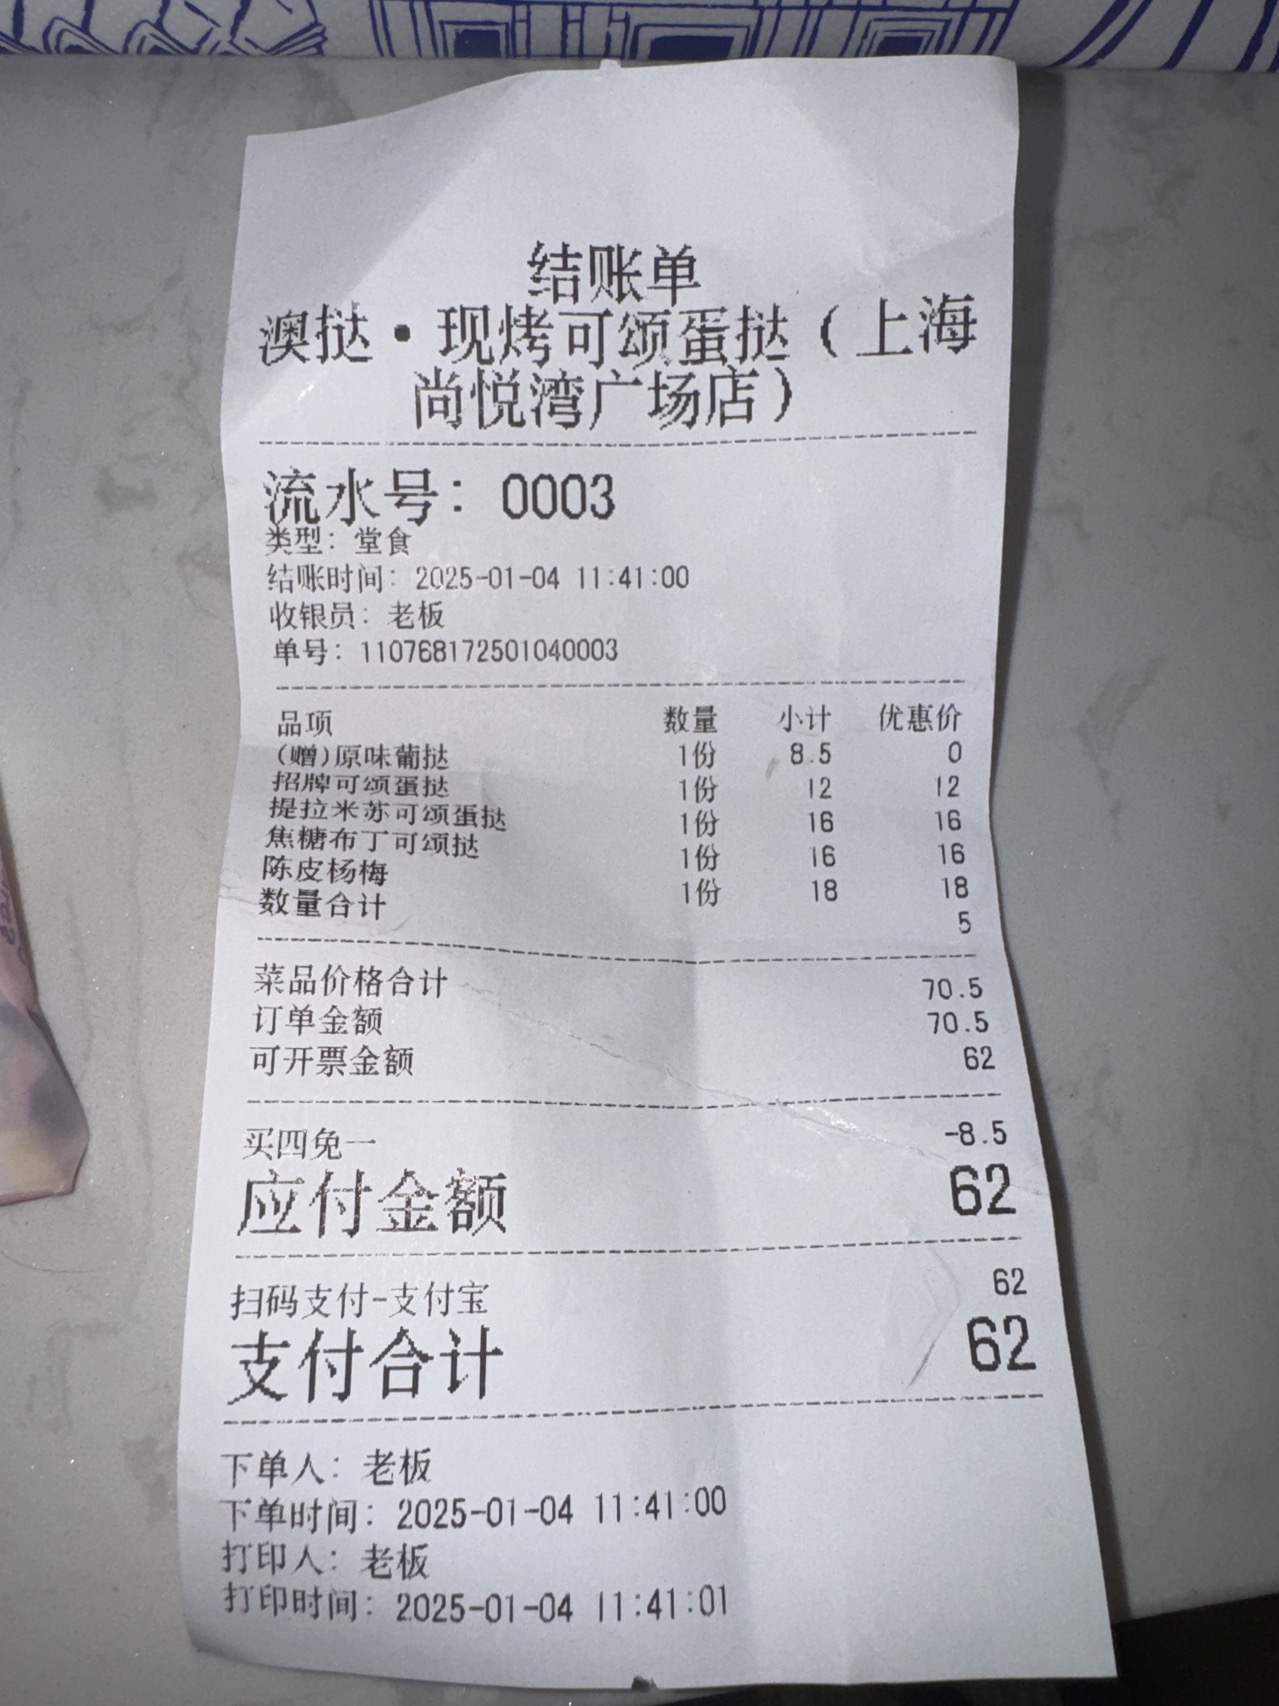 结账单
澳挞·现烤可颂蛋挞（上海
尚悦湾广场店）
流水号：0003
类型：堂食
结账时间：2025-01-04 11:41:00
收银员：老板
单号：110768172501040003
品项 数量 小计 优惠价
(赠)原味葡挞 1份 8.5 0
招牌可颂蛋挞 1份 12 12
提拉米苏可颂蛋挞 1份 16 16
焦糖布丁可颂挞 1份 16 16
陈皮杨梅 1份 18 18
数量合计 5
菜品价格合计 70.5
订单金额 70.5
可开票金额 62
买四免一 -8.5
应付金额 62
扫码支付-支付宝 62
支付合计 62
下单人：老板
下单时间：2025-01-04 11:41:00
打印人：老板
打印时间：2025-01-04 11:41:01